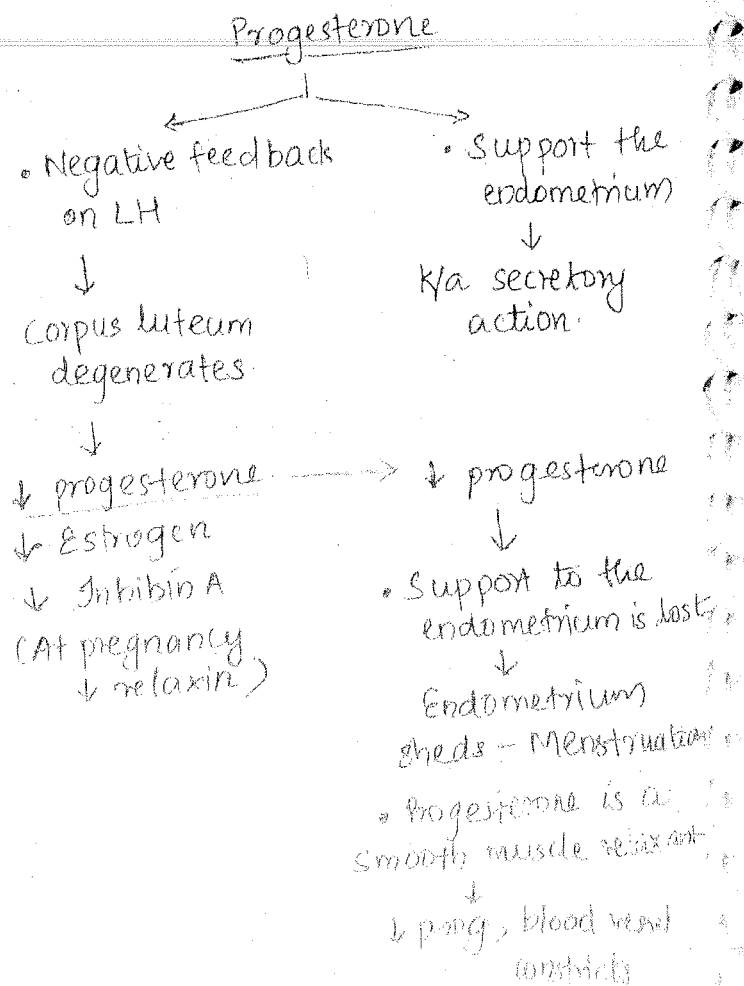 Progesterone
• Negative feedback
on LH
↓
Corpus luteum
degenerates.
↓
↓ progesterone →
↓ Estrogen
↓ Inhibin A
(At pregnancy
↓ relaxin)
• Support the
endometrium
↓
K/a secretory
action.
↓ progesterone
↓
• Support to the
endometrium is lost,
↓
Endometrium
sheds - Menstruation
• Progesterone is a
smooth muscle relaxant
↓
↓ prog, blood vessel
constricts